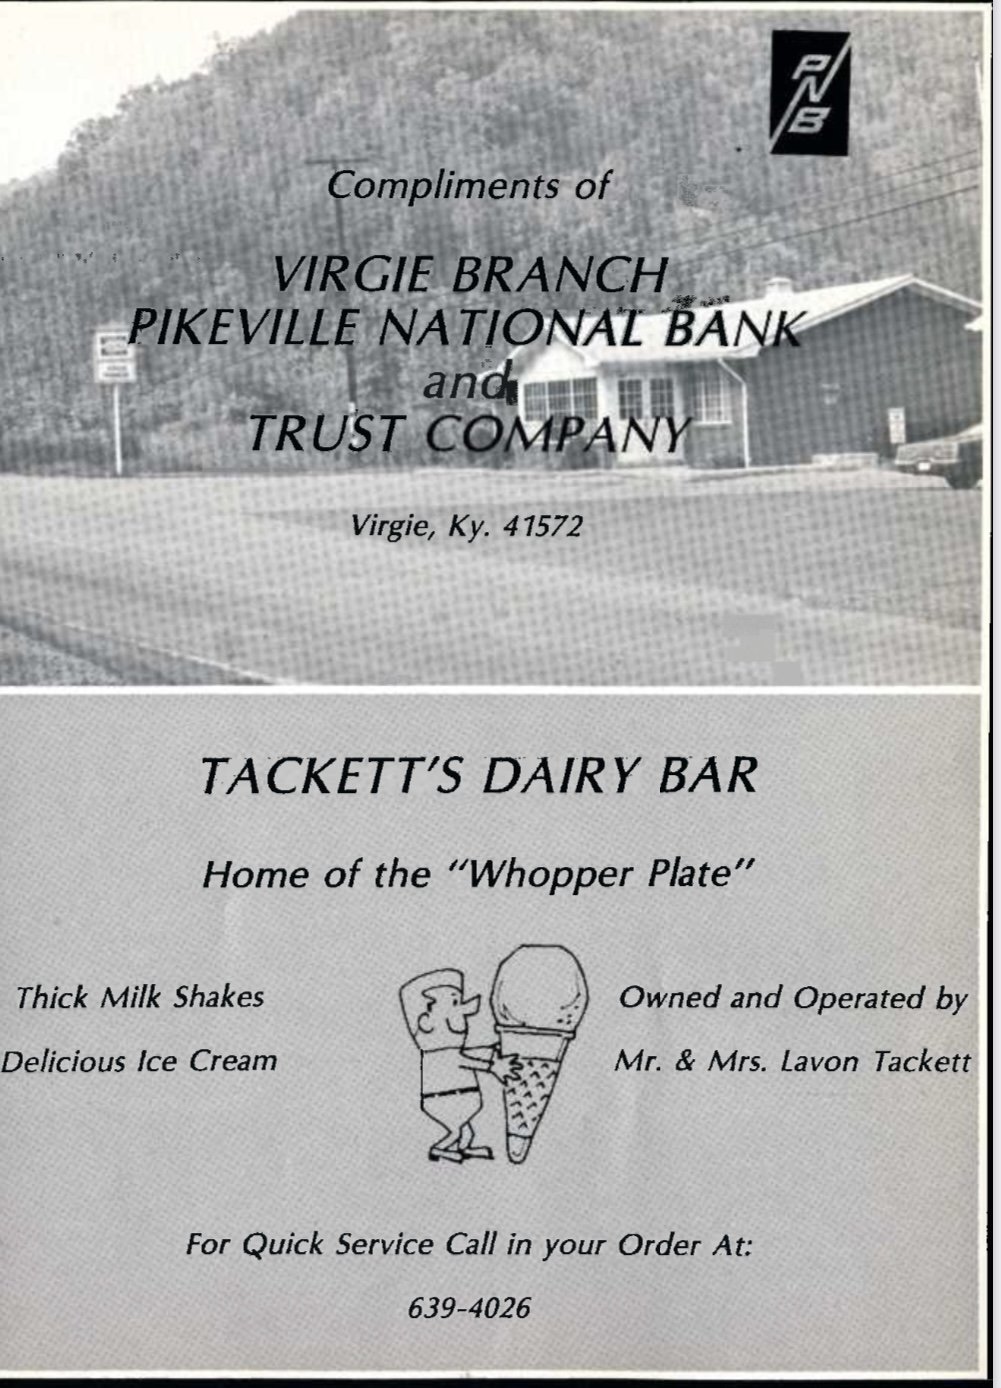 PNB
Compliments of
VIRGIE BRANCH
PIKEVILLE NATIONAL BANK
and
TRUST COMPANY
Virgie, Ky. 41572
TACKETT'S DAIRY BAR
Home of the "Whopper Plate"
Thick Milk Shakes
Delicious Ice Cream
Owned and Operated by
Mr. & Mrs. Lavon Tackett
For Quick Service Call in your Order At:
639-4026